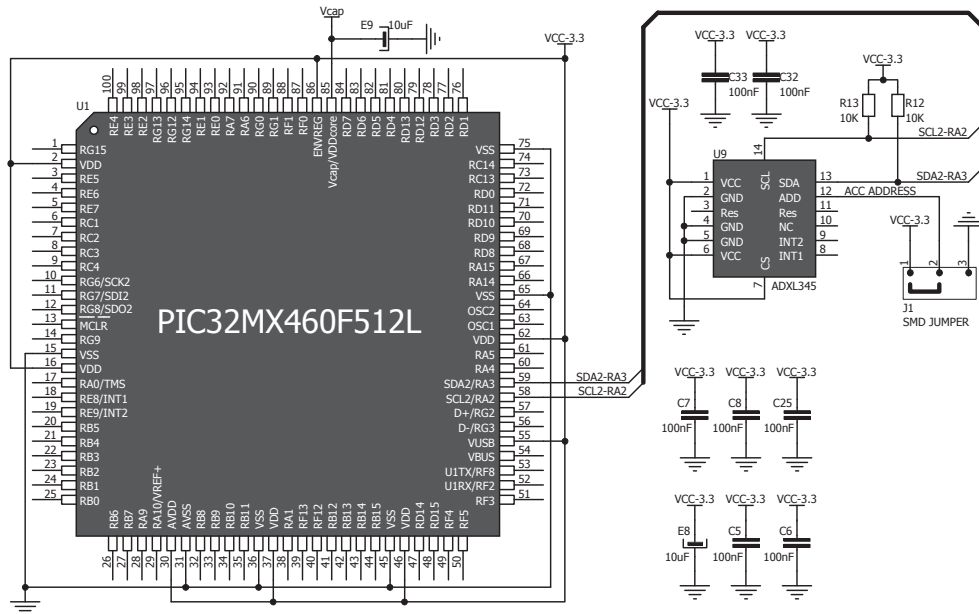 Vcap
E9
10uF
VCC-3.3
100
99
98
97
96
95
94
93
92
91
90
89
88
87
86
85
84
83
82
81
80
79
78
77
76
U1
RE4
RE3
RE2
RG13
RG12
RG14
RE1
RE0
RA7
RA6
RG0
RG1
RF1
RF0
ENVREG
Vcap/VDDcore
RD7
RD6
RD5
RD4
RD13
RD12
RD3
RD2
RD1
1 RG15
2 VDD
3 RE5
4 RE6
5 RE7
6 RC1
7 RC2
8 RC3
9 RC4
10 RG6/SCK2
11 RG7/SDI2
12 RG8/SDO2
13 MCLR
14 RG9
15 VSS
16 VDD
17 RA0/TMS
18 RE8/INT1
19 RE9/INT2
20 RB5
21 RB4
22 RB3
23 RB2
24 RB1
25 RB0
PIC32MX460F512L
VSS 75
RC14 74
RC13 73
RD0 72
RD11 71
RD10 70
RD9 69
RD8 68
RA15 67
RA14 66
VSS 65
OSC2 64
OSC1 63
VDD 62
RA5 61
RA4 60
SDA2/RA3 59
SCL2/RA2 58
D+/RG2 57
D-/RG3 56
VUSB 55
VBUS 54
U1TX/RF8 53
U1RX/RF2 52
RF3 51
SDA2-RA3
SCL2-RA2
RB6
RB7
RA9
RA10/VREF+
AVDD
AVSS
RB8
RB9
RB10
RB11
VSS
VDD
RA1
RF13
RF12
RB12
RB13
RB14
RB15
VSS
VDD
RD14
RD15
RF4
RF5
26
27
28
29
30
31
32
33
34
35
36
37
38
39
40
41
42
43
44
45
46
47
48
49
50
VCC-3.3
VCC-3.3
C33
100nF
C32
100nF
VCC-3.3
R13
10K
R12
10K
VCC-3.3
SCL2-RA2
U9
14
SCL
1 VCC
2 GND
3 Res
4 GND
5 GND
6 VCC
SDA 13
ADD 12
Res 11
NC 10
INT2 9
INT1 8
CS
7
ADXL345
SDA2-RA3
ACC ADDRESS
VCC-3.3
1
2
3
J1
SMD JUMPER
VCC-3.3
VCC-3.3
VCC-3.3
C7
100nF
C8
100nF
C25
100nF
VCC-3.3
VCC-3.3
VCC-3.3
E8
10uF
C5
100nF
C6
100nF